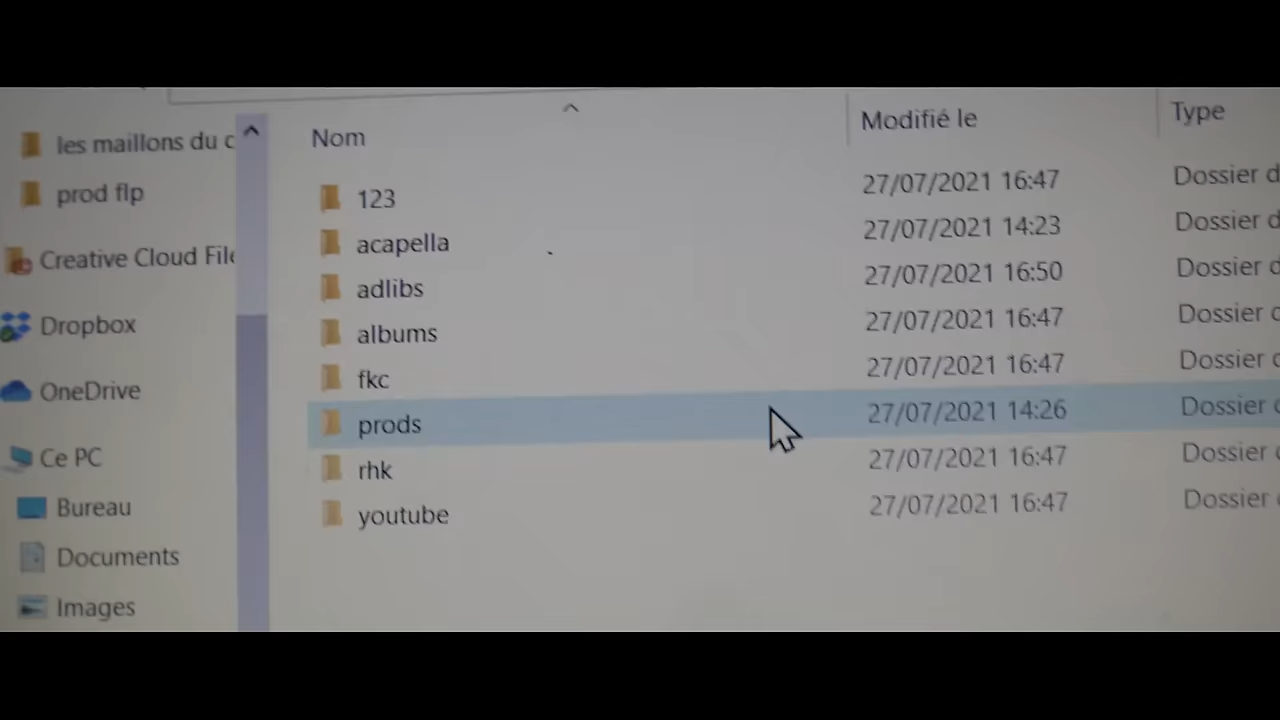 les maillons du c
prod flp
Creative Cloud File
Dropbox
OneDrive
Ce PC
Bureau
Documents
Images
Nom Modifié le Type
123 27/07/2021 16:47 Dossier d
acapella 27/07/2021 14:23 Dossier d
adlibs 27/07/2021 16:50 Dossier d
albums 27/07/2021 16:47 Dossier d
fkc 27/07/2021 16:47 Dossier d
prods 27/07/2021 14:26 Dossier d
rhk 27/07/2021 16:47 Dossier d
youtube 27/07/2021 16:47 Dossier d